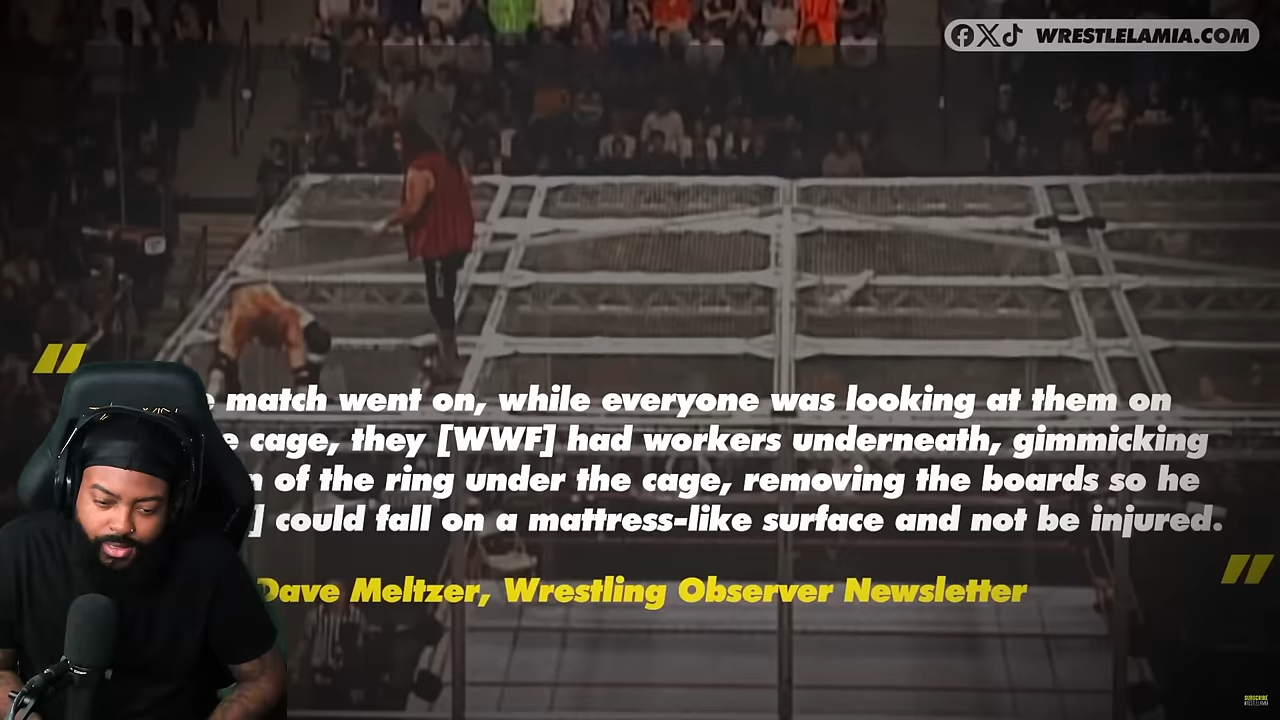 WRESTLELAMIA.COM
match went on, while everyone was looking at them on
cage, they [WWF] had workers underneath, gimmicking
of the ring under the cage, removing the boards so he
] could fall on a mattress-like surface and not be injured.
Dave Meltzer, Wrestling Observer Newsletter
SUBSCRIBE
WRESTLELAMIA